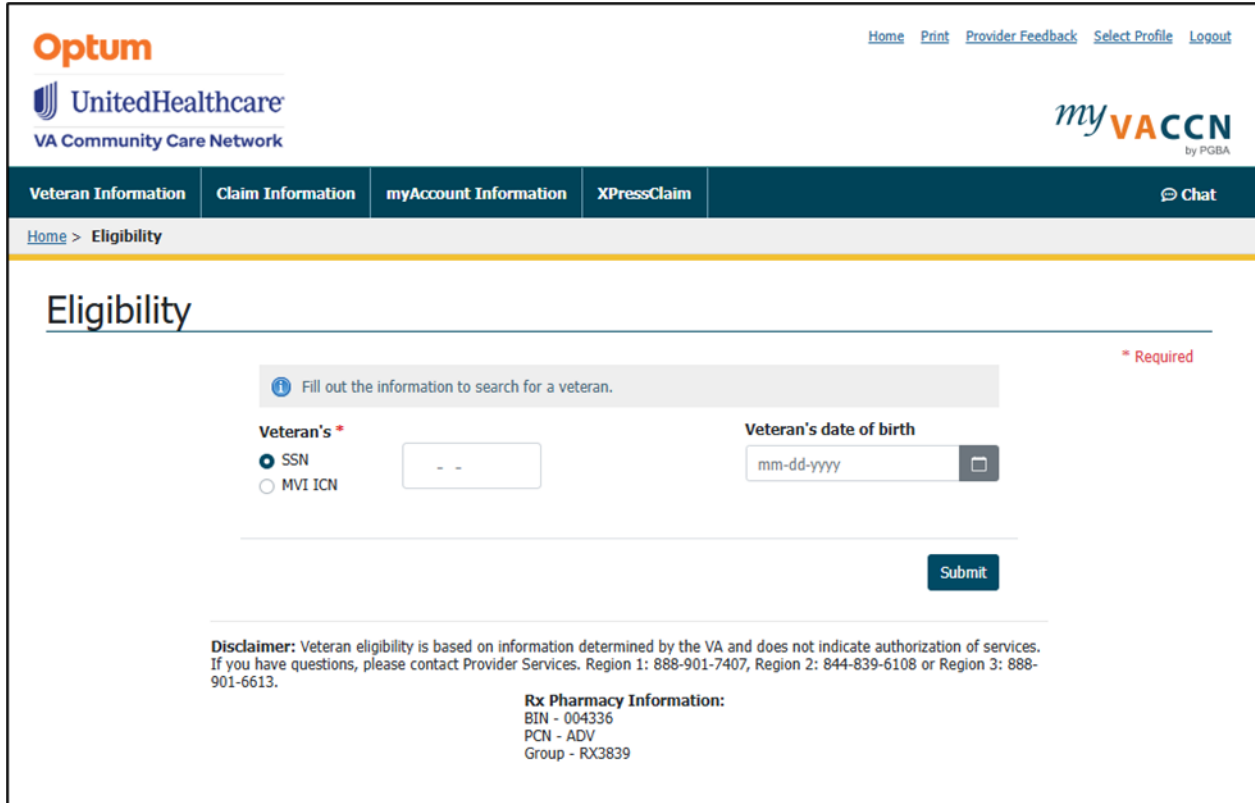 Optum
Home Print Provider Feedback Select Profile Logout
UnitedHealthcare
VA Community Care Network
my VACCN
by PGBA
Veteran Information Claim Information myAccount Information XPressClaim Chat
Home > Eligibility
Eligibility
* Required
Fill out the information to search for a veteran.
Veteran's * Veteran's date of birth
SSN - - mm-dd-yyyy
MVI ICN
Submit
Disclaimer: Veteran eligibility is based on information determined by the VA and does not indicate authorization of services.
If you have questions, please contact Provider Services. Region 1: 888-901-7407, Region 2: 844-839-6108 or Region 3: 888-
901-6613.
Rx Pharmacy Information:
BIN - 004336
PCN - ADV
Group - RX3839